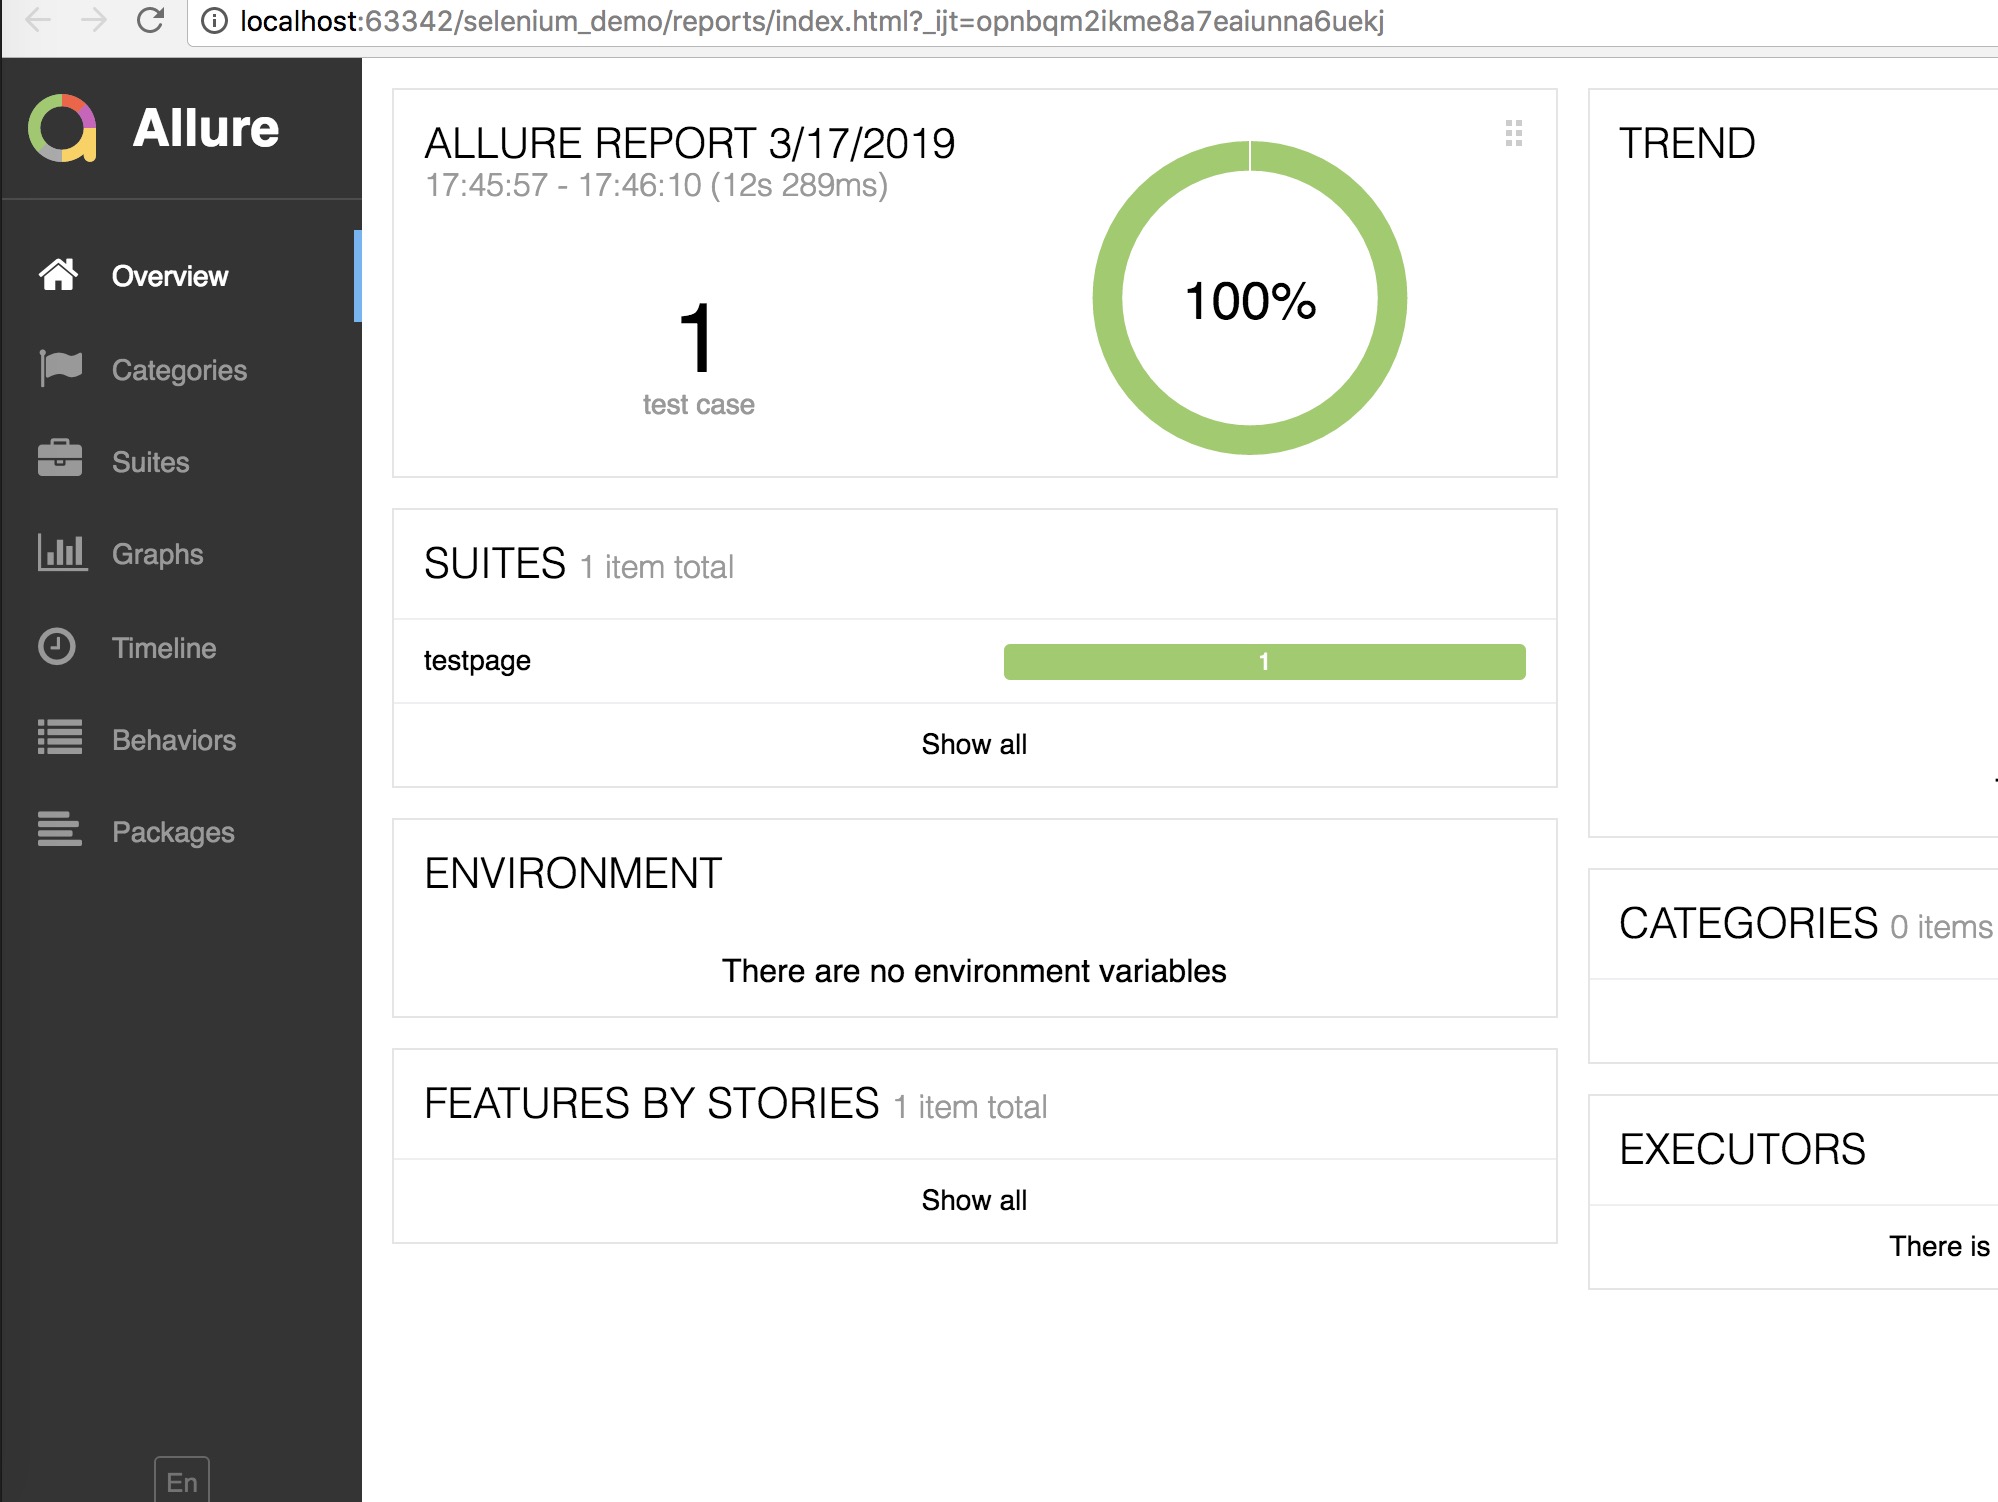 localhost:63342/selenium_demo/reports/index.html?_ijt=opnbqm2ikme8a7eaiunna6uekj
Allure
Overview
Categories
Suites
Graphs
Timeline
Behaviors
Packages
En
ALLURE REPORT 3/17/2019
17:45:57 - 17:46:10 (12s 289ms)
1
test case
100%
SUITES 1 item total
testpage
1
Show all
ENVIRONMENT
There are no environment variables
FEATURES BY STORIES 1 item total
Show all
TREND
CATEGORIES 0 items
EXECUTORS
There is